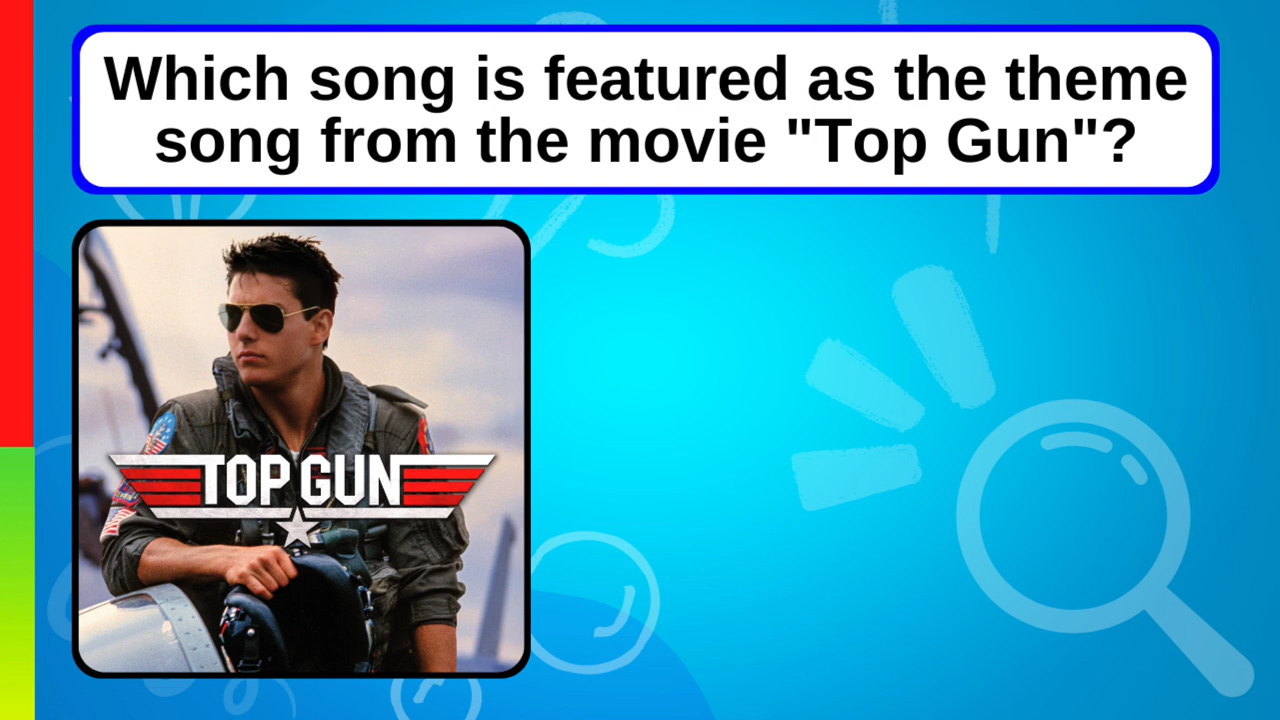 Which song is featured as the theme
song from the movie "Top Gun"?
TOP GUN